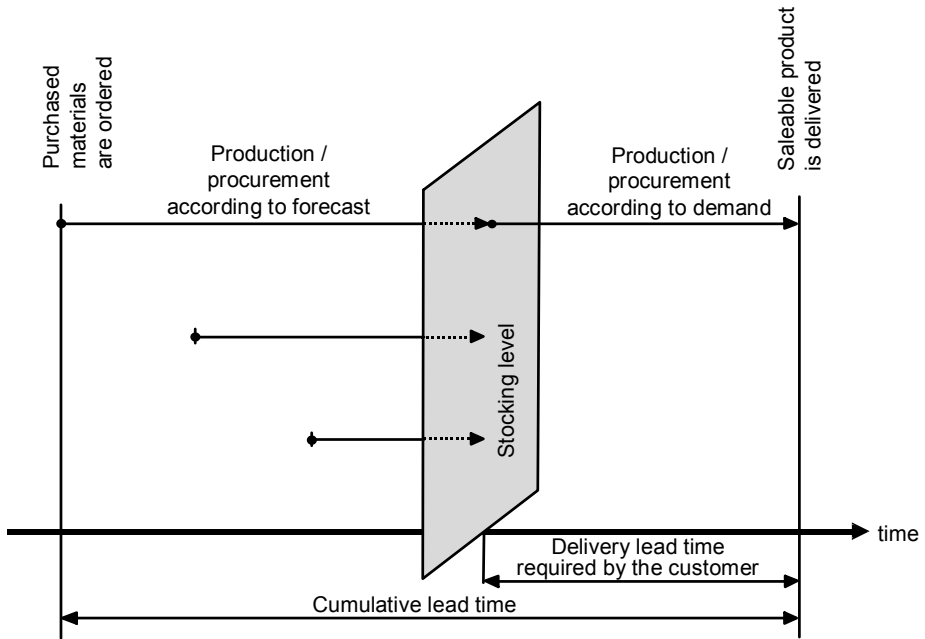 Purchased
materials
are ordered
Production /
procurement
according to forecast
Production /
procurement
according to demand
Saleable product
is delivered
Stocking level
time
Delivery lead time
required by the customer
Cumulative lead time